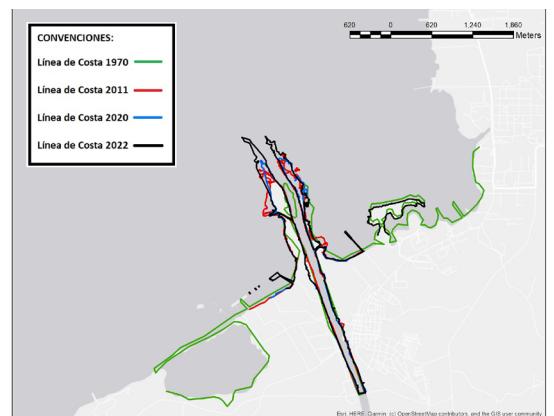 CONVENCIONES:
Línea de Costa 1970
Línea de Costa 2011
Línea de Costa 2020
Línea de Costa 2022
620 0 620 1,240 1,860
Meters
Esri, HERE, Garmin, (c) OpenStreetMap contributors, and the GIS user community